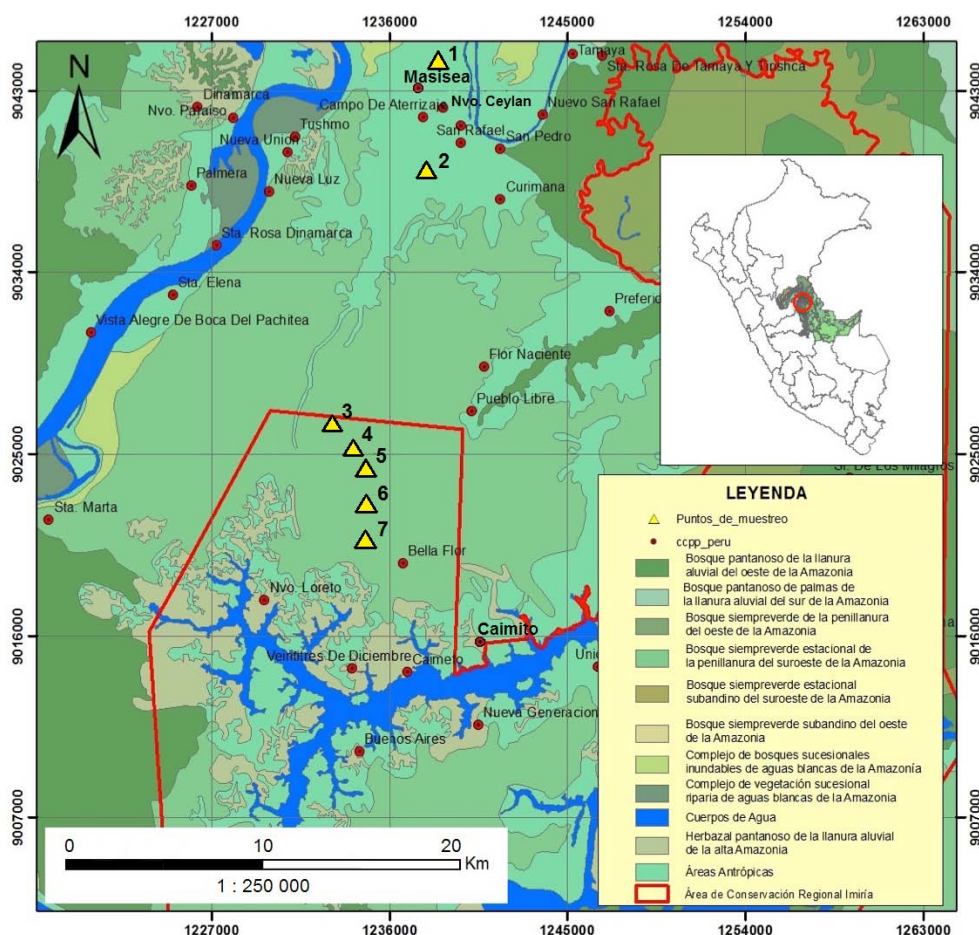 1227000 1236000 1245000 1254000 1263000
N
1
Tamaya
Sta. Rosa De Tamaya Y Tipshca
Masisea
9043000 9043000
Dinamarca
Campo De Aterrizaje
Nvo. Ceylan
Nuevo San Rafael
Nvo. Paraiso
Tushmo
San Rafael
San Pedro
Nueva Union
2
Palmera
Nueva Luz
Curimana
Sta. Rosa Dinamarca
9034000 9034000
Sta. Elena
Preferid
Vista Alegre De Boca Del Pachitea
Flor Naciente
Pueblo Libre
3
4
9025000 9025000
5
Sr. De Los Milagros
6
Sta. Marta
7
Bella Flor
Nvo. Loreto
9016000 9016000
Caimito
Veintitres De Diciembre
Caimeto
Unio
Nueva Generacion
Buenos Aires
9007000 9007000
LEYENDA
Puntos_de_muestreo
ccpp_peru
Bosque pantanoso de la llanura
aluvial del oeste de la Amazonia
Bosque pantanoso de palmas de
la llanura aluvial del sur de la Amazonia
Bosque siempreverde de la penillanura
del oeste de la Amazonia
Bosque siempreverde estacional de
la penillanura del suroeste de la Amazonia
Bosque siempreverde estacional
subandino del suroeste de la Amazonia
Bosque siempreverde subandino del oeste
de la Amazonia
Complejo de bosques sucesionales
inundables de aguas blancas de la Amazonía
Complejo de vegetación sucesional
riparia de aguas blancas de la Amazonia
Cuerpos de Agua
Herbazal pantanoso de la llanura aluvial
de la alta Amazonia
Áreas Antrópicas
Área de Conservación Regional Imiría
0 10 20
Km
1 : 250 000
1227000 1236000 1245000 1254000 1263000